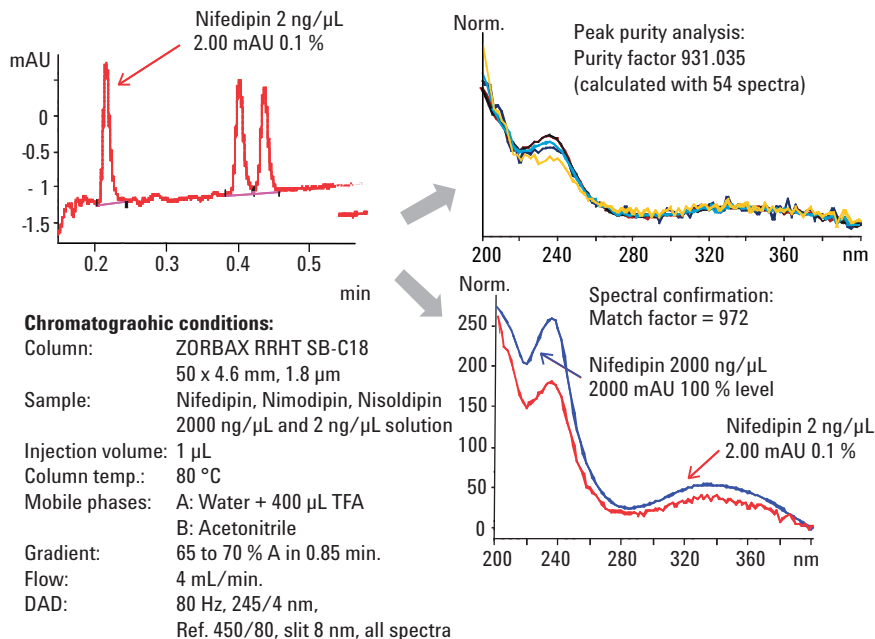 Nifedipin 2 ng/µL
2.00 mAU 0.1 %
mAU
0
-0.5
- 1
-1.5
0.2
0.3
0.4
0.5
min
Norm.
Peak purity analysis:
Purity factor 931.035
(calculated with 54 spectra)
200
240
280
320
360
nm
Norm.
Spectral confirmation:
Match factor = 972
250
200
150
100
50
0
Nifedipin 2000 ng/µL
2000 mAU 100 % level
Nifedipin 2 ng/µL
2.00 mAU 0.1 %
200
240
280
320
360
nm
Chromatograohic conditions:
Column: ZORBAX RRHT SB-C18
50 x 4.6 mm, 1.8 µm
Sample: Nifedipin, Nimodipin, Nisoldipin
2000 ng/µL and 2 ng/µL solution
Injection volume: 1 µL
Column temp.: 80 °C
Mobile phases: A: Water + 400 µL TFA
B: Acetonitrile
Gradient: 65 to 70 % A in 0.85 min.
Flow: 4 mL/min.
DAD: 80 Hz, 245/4 nm,
Ref. 450/80, slit 8 nm, all spectra